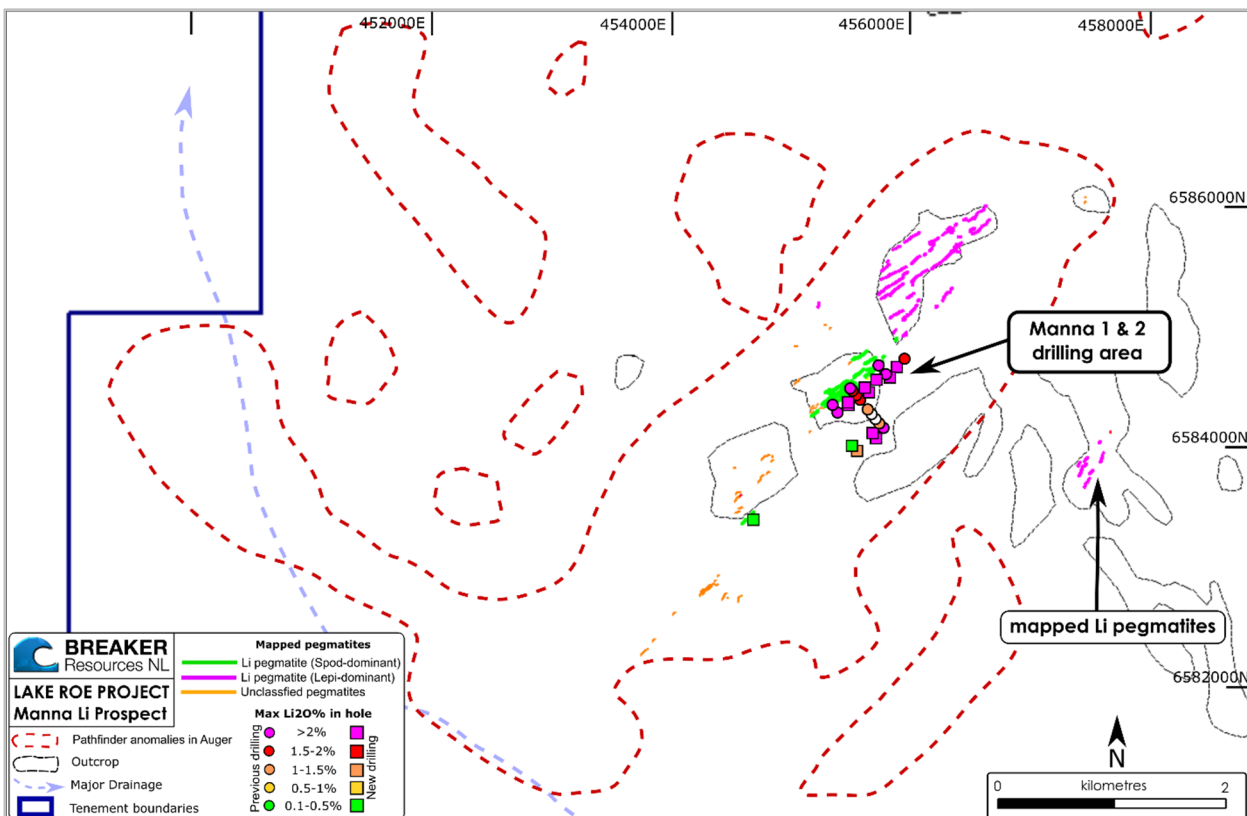 452000E
454000E
456000E
458000E
6586000N
Manna 1 & 2
drilling area
6584000N
mapped Li pegmatites
6582000N
BREAKER
Resources NL
LAKE ROE PROJECT
Manna Li Prospect
Pathfinder anomalies in Auger
Outcrop
Major Drainage
Tenement boundaries
Mapped pegmatites
Li pegmatite (Spod-dominant)
Li pegmatite (Lepi-dominant)
Unclassfied pegmatites
Max Li2O% in hole
Previous drilling
>2%
1.5-2%
1-1.5%
0.5-1%
0.1-0.5%
New drilling
N
kilometres
0 2